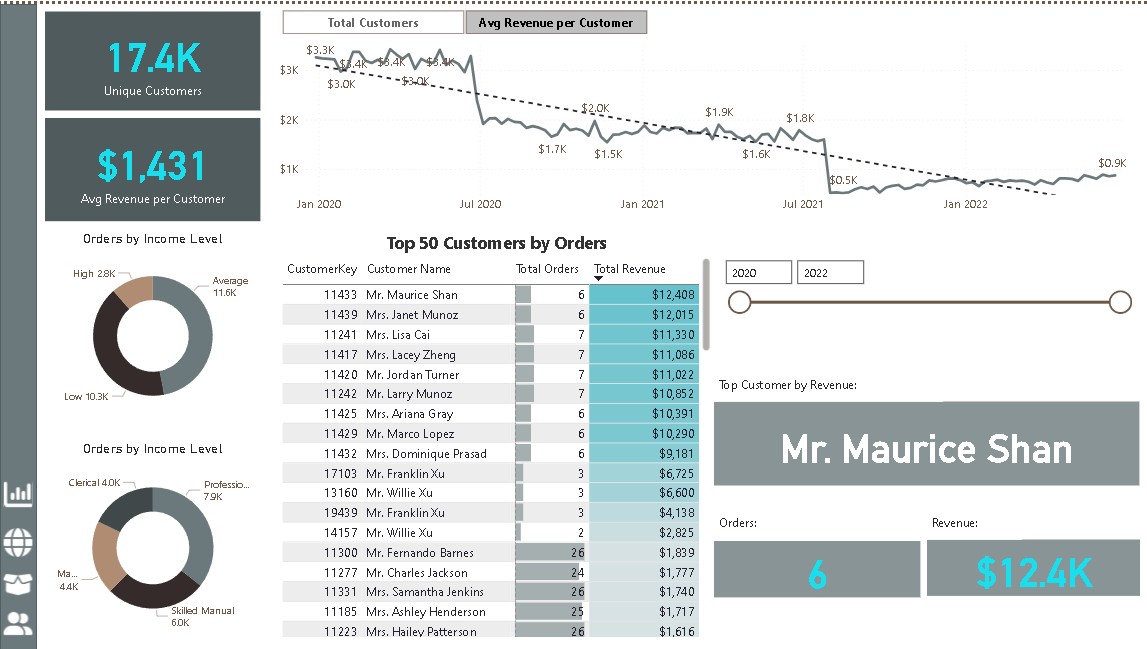 17.4K
Unique Customers
$1,431
Avg Revenue per Customer
Total Customers
Avg Revenue per Customer
$3K
$2K
$1K
$3.3K
$3.0K
$3.4K
$3.4K
$3.0K
$3.4K
$1.7K
$2.0K
$1.5K
$1.9K
$1.6K
$1.8K
$0.5K
$0.9K
Jan 2020 Jul 2020 Jan 2021 Jul 2021 Jan 2022
Orders by Income Level
High 2.8K
Average
11.6K
Low 10.3K
Orders by Income Level
Clerical 4.0K
Professio...
7.9K
Ma...
4.4K
Skilled Manual
6.0K
Top 50 Customers by Orders
CustomerKey Customer Name Total Orders Total Revenue
11433 Mr. Maurice Shan 6 $12,408
11439 Mrs. Janet Munoz 6 $12,015
11241 Mrs. Lisa Cai 7 $11,330
11417 Mrs. Lacey Zheng 7 $11,086
11420 Mr. Jordan Turner 7 $11,022
11242 Mr. Larry Munoz 7 $10,852
11425 Mrs. Ariana Gray 6 $10,391
11429 Mr. Marco Lopez 6 $10,290
11432 Mrs. Dominique Prasad 6 $9,181
17103 Mr. Franklin Xu 3 $6,725
13160 Mr. Willie Xu 3 $6,600
19439 Mr. Franklin Xu 3 $4,138
14157 Mr. Willie Xu 2 $2,825
11300 Mr. Fernando Barnes 26 $1,839
11277 Mr. Charles Jackson 24 $1,777
11331 Mrs. Samantha Jenkins 26 $1,740
11185 Mrs. Ashley Henderson 25 $1,717
11223 Mrs. Hailey Patterson 26 $1,616
2020 2022
Top Customer by Revenue:
Mr. Maurice Shan
Orders: Revenue:
6 $12.4K